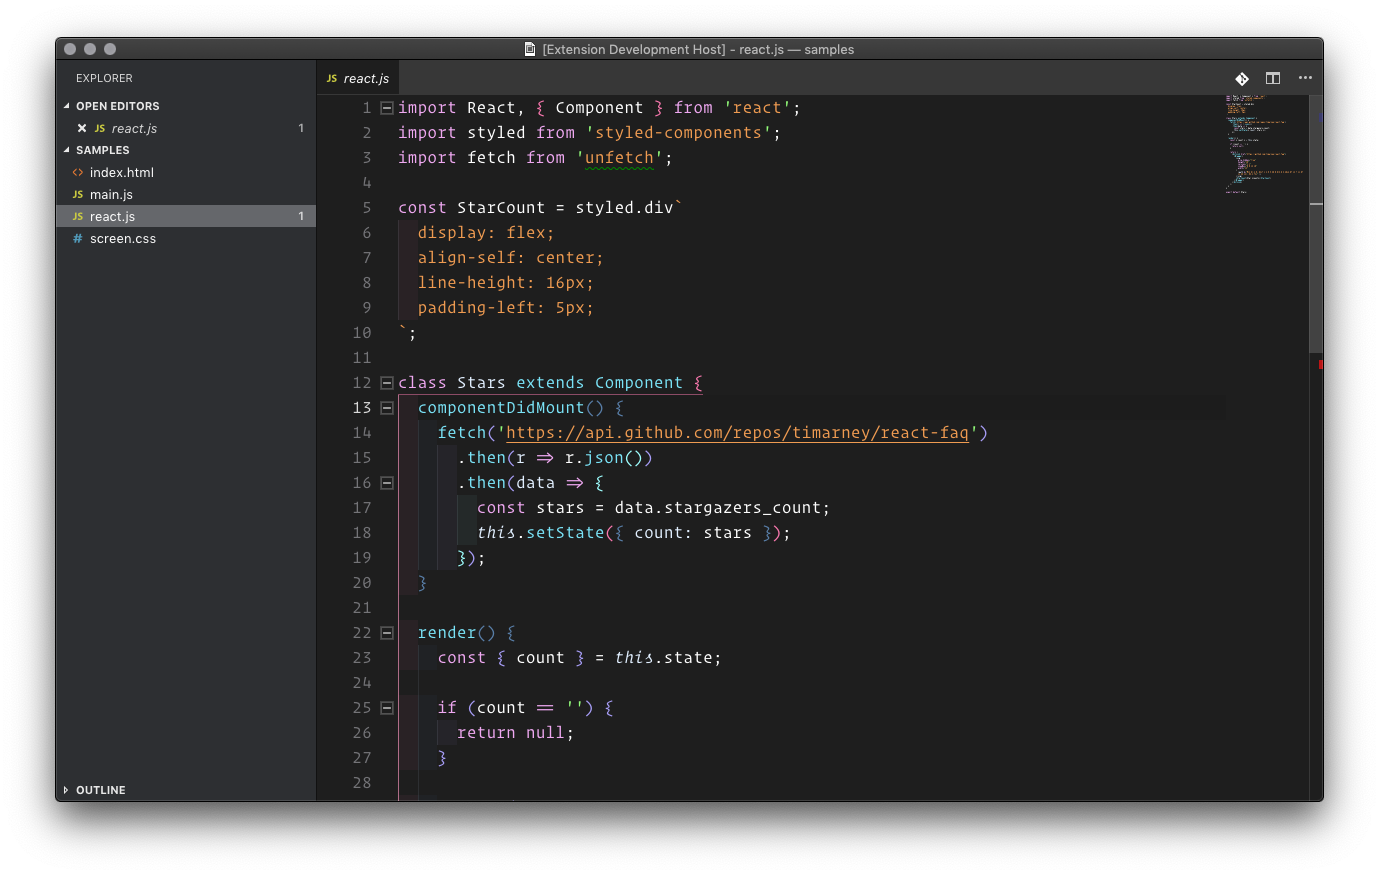 [Extension Development Host] - react.js — samples
EXPLORER
OPEN EDITORS
JS react.js 1
SAMPLES
<> index.html
JS main.js
JS react.js 1
# screen.css
OUTLINE
JS react.js
1 import React, { Component } from 'react';
2 import styled from 'styled-components';
3 import fetch from 'unfetch';
4
5 const StarCount = styled.div`
6 display: flex;
7 align-self: center;
8 line-height: 16px;
9 padding-left: 5px;
10 `;
11
12 class Stars extends Component {
13 componentDidMount() {
14 fetch('https://api.github.com/repos/timarney/react-faq')
15 .then(r => r.json())
16 .then(data => {
17 const stars = data.stargazers_count;
18 this.setState({ count: stars });
19 });
20 }
21
22 render() {
23 const { count } = this.state;
24
25 if (count == '') {
26 return null;
27 }
28